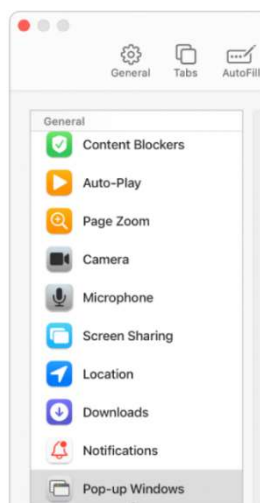 General
Tabs
AutoFill
General
Content Blockers
Auto-Play
Page Zoom
Camera
Microphone
Screen Sharing
Location
Downloads
Notifications
Pop-up Windows